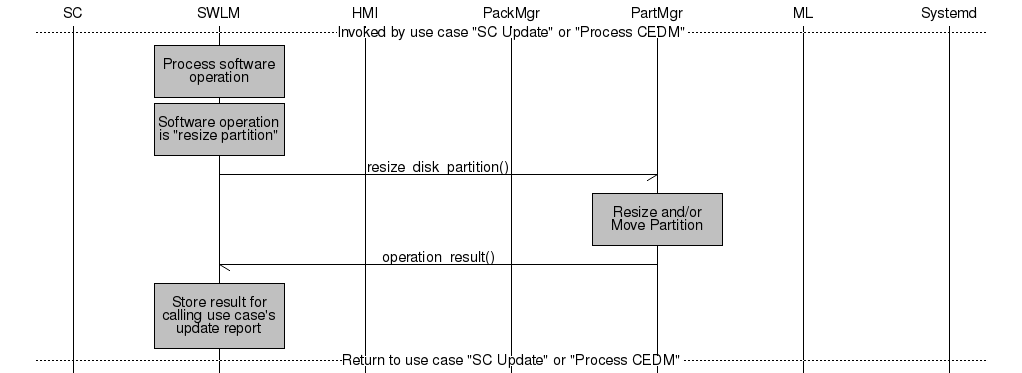 SC SWLM HMI PackMgr PartMgr ML Systemd
Invoked by use case "SC Update" or "Process CEDM"
Process software
operation
Software operation
is "resize partition"
resize_disk_partition()
Resize and/or
Move Partition
operation_result()
Store result for
calling use case's
update report
Return to use case "SC Update" or "Process CEDM"